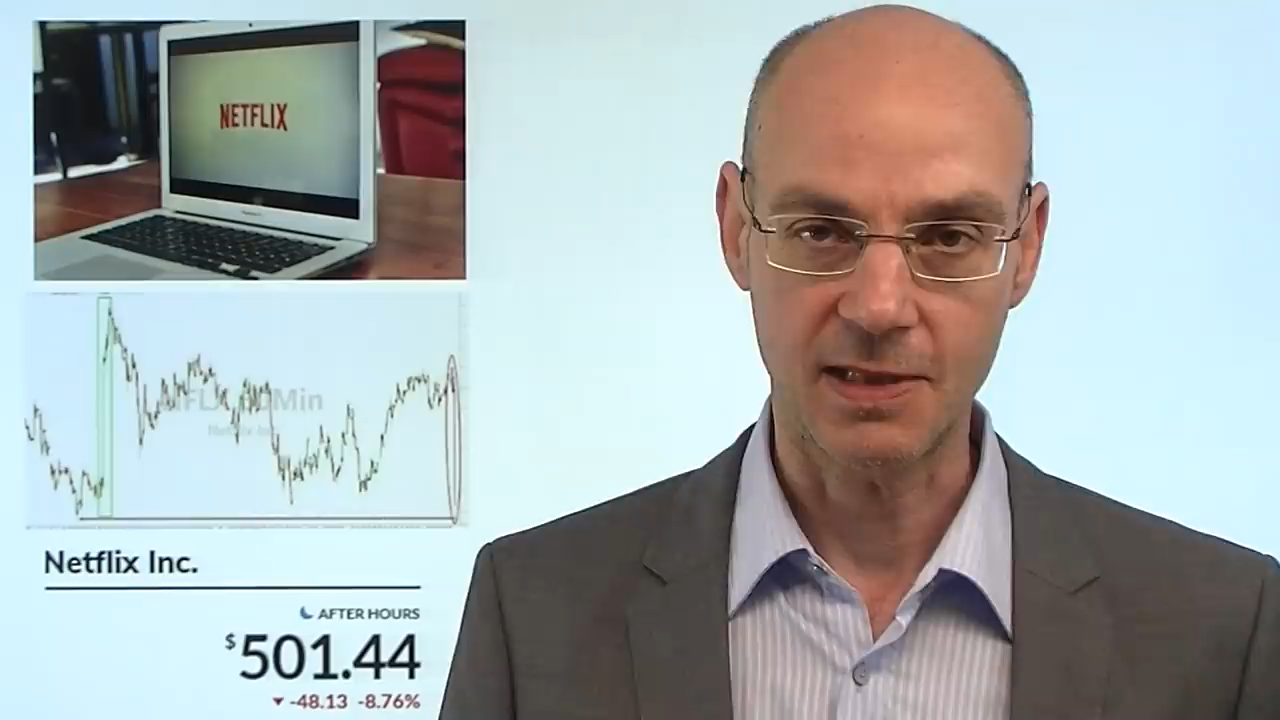 NETFLIX
Netflix Inc.
AFTER HOURS
$501.44
-48.13 -8.76%